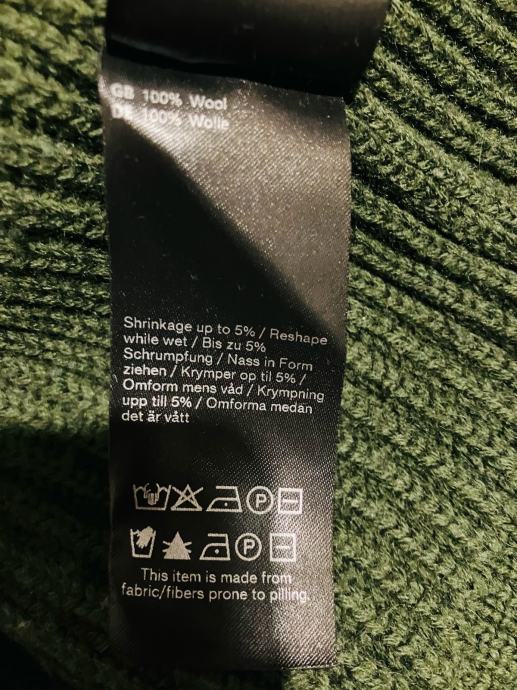 GB 100% Wool
DE 100% Wolle
Shrinkage up to 5% / Reshape
while wet / Bis zu 5%
Schrumpfung / Nass in Form
ziehen / Krymper op til 5% /
Omform mens våd / Krympning
upp till 5% / Omforma medan
det är vått
P
P
This item is made from
fabric/fibers prone to pilling.